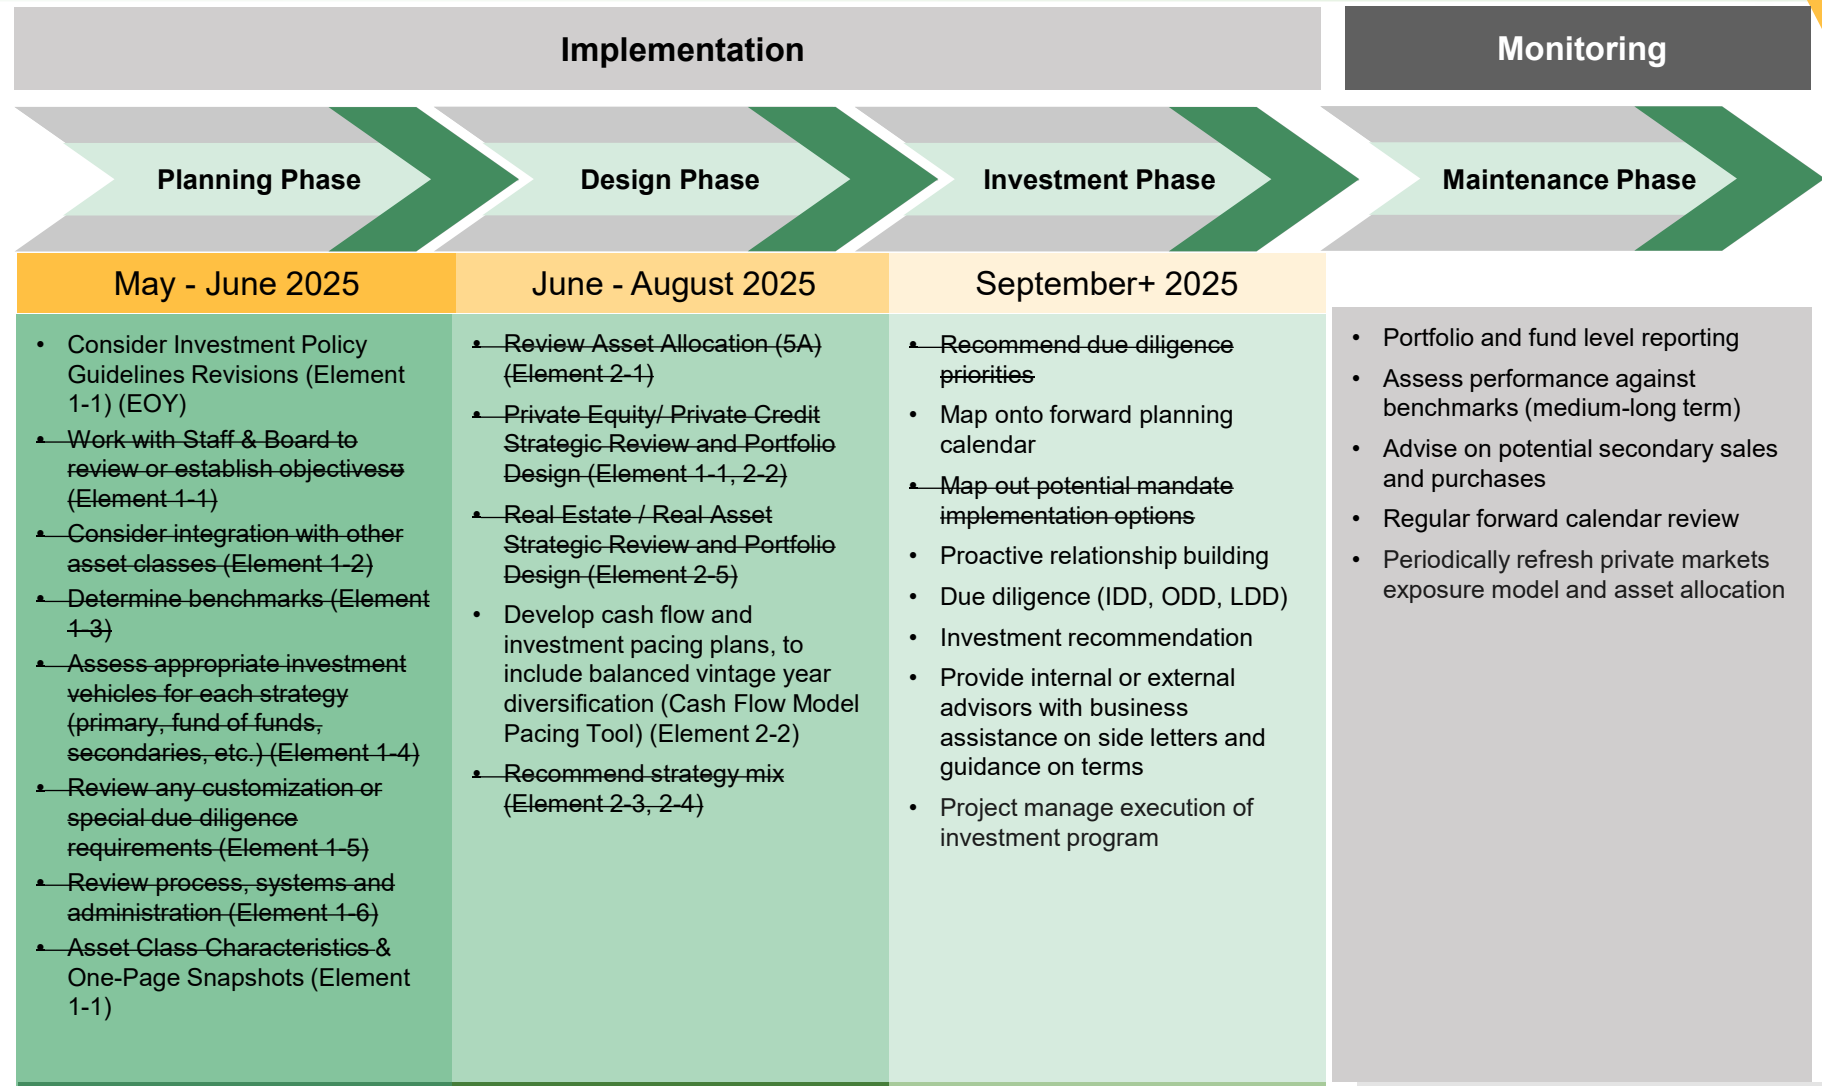 Implementation
Monitoring
Planning Phase
Design Phase
Investment Phase
Maintenance Phase
May - June 2025
June - August 2025
September+ 2025
• Consider Investment Policy
Guidelines Revisions (Element
1-1) (EOY)
• Work with Staff & Board to
review or establish objectivesʊ
(Element 1-1)
• Consider integration with other
asset classes (Element 1-2)
• Determine benchmarks (Element
1-3)
• Assess appropriate investment
vehicles for each strategy
(primary, fund of funds,
secondaries, etc.) (Element 1-4)
• Review any customization or
special due diligence
requirements (Element 1-5)
• Review process, systems and
administration (Element 1-6)
• Asset Class Characteristics &
One-Page Snapshots (Element
1-1)
• Review Asset Allocation (5A)
(Element 2-1)
• Private Equity/ Private Credit
Strategic Review and Portfolio
Design (Element 1-1, 2-2)
• Real Estate / Real Asset
Strategic Review and Portfolio
Design (Element 2-5)
• Develop cash flow and
investment pacing plans, to
include balanced vintage year
diversification (Cash Flow Model
Pacing Tool) (Element 2-2)
• Recommend strategy mix
(Element 2-3, 2-4)
• Recommend due diligence
priorities
• Map onto forward planning
calendar
• Map out potential mandate
implementation options
• Proactive relationship building
• Due diligence (IDD, ODD, LDD)
• Investment recommendation
• Provide internal or external
advisors with business
assistance on side letters and
guidance on terms
• Project manage execution of
investment program
• Portfolio and fund level reporting
• Assess performance against
benchmarks (medium-long term)
• Advise on potential secondary sales
and purchases
• Regular forward calendar review
• Periodically refresh private markets
exposure model and asset allocation